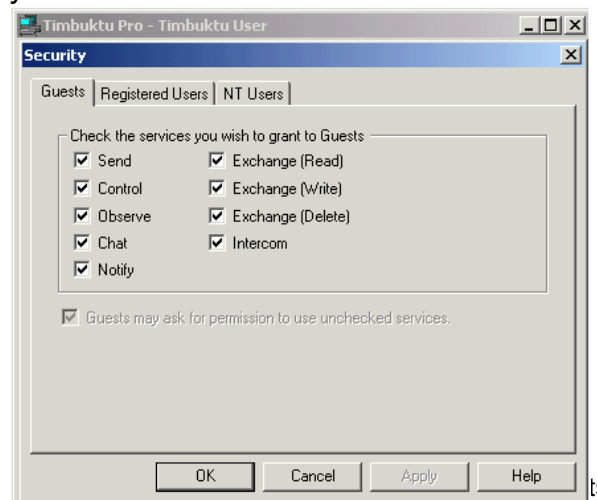 Timbuktu Pro - Timbuktu User
Security
Guests Registered Users NT Users
Check the services you wish to grant to Guests
Send Exchange (Read)
Control Exchange (Write)
Observe Exchange (Delete)
Chat Intercom
Notify
Guests may ask for permission to use unchecked services.
OK Cancel Apply Help